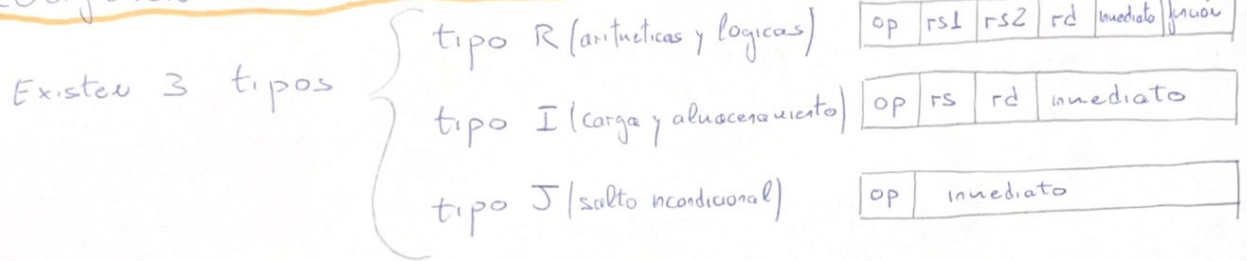 tipo R (aritmeticas y logicas) op rs1 rs2 rd inmediato función
Existen 3 tipos
tipo I (carga y almacenamiento) op rs rd inmediato
tipo J (salto incondicional) op inmediato